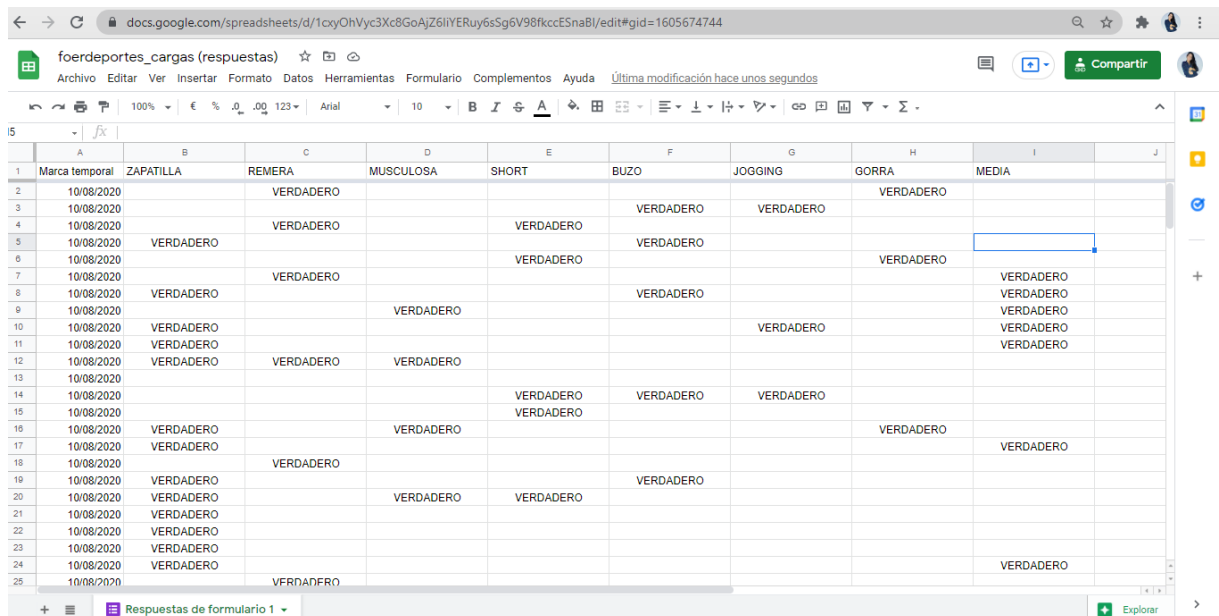 docs.google.com/spreadsheets/d/1cxyOhVyc3Xc8GoAjZ6IiYERuy6sSg6V98fkccESnaBI/edit#gid=1605674744
foerdeportes_cargas (respuestas)
Archivo Editar Ver Insertar Formato Datos Herramientas Formulario Complementos Ayuda Última modificación hace unos segundos
Compartir
100% € % .0 .00 123 Arial 10 B I S A
I5 fx
A B C D E F G H I J
1 Marca temporal ZAPATILLA REMERA MUSCULOSA SHORT BUZO JOGGING GORRA MEDIA
2 10/08/2020 VERDADERO VERDADERO
3 10/08/2020 VERDADERO VERDADERO
4 10/08/2020 VERDADERO VERDADERO
5 10/08/2020 VERDADERO VERDADERO
6 10/08/2020 VERDADERO VERDADERO
7 10/08/2020 VERDADERO VERDADERO
8 10/08/2020 VERDADERO VERDADERO VERDADERO
9 10/08/2020 VERDADERO VERDADERO
10 10/08/2020 VERDADERO VERDADERO VERDADERO
11 10/08/2020 VERDADERO VERDADERO
12 10/08/2020 VERDADERO VERDADERO VERDADERO
13 10/08/2020
14 10/08/2020 VERDADERO VERDADERO VERDADERO
15 10/08/2020 VERDADERO
16 10/08/2020 VERDADERO VERDADERO VERDADERO
17 10/08/2020 VERDADERO VERDADERO
18 10/08/2020 VERDADERO
19 10/08/2020 VERDADERO VERDADERO
20 10/08/2020 VERDADERO VERDADERO VERDADERO
21 10/08/2020 VERDADERO
22 10/08/2020 VERDADERO
23 10/08/2020 VERDADERO
24 10/08/2020 VERDADERO VERDADERO
25 10/08/2020 VERDADERO
Respuestas de formulario 1 Explorar